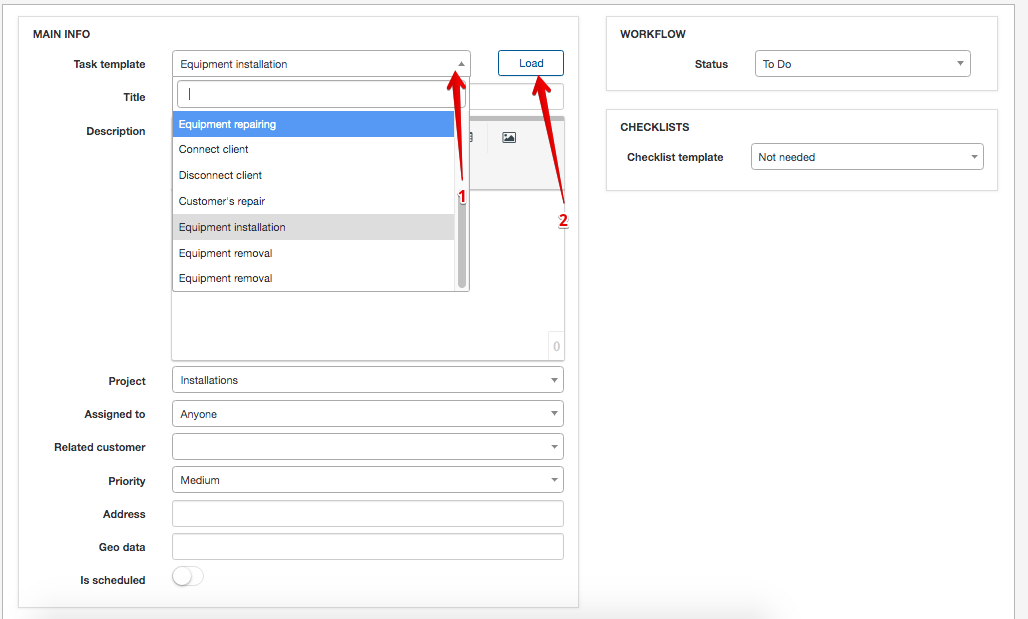 MAIN INFO
Task template
Equipment installation
Load
Title
Description
Equipment repairing
Connect client
Disconnect client
Customer's repair
Equipment installation
Equipment removal
Equipment removal
1
2
0
Project
Installations
Assigned to
Anyone
Related customer
Priority
Medium
Address
Geo data
Is scheduled
WORKFLOW
Status
To Do
CHECKLISTS
Checklist template
Not needed